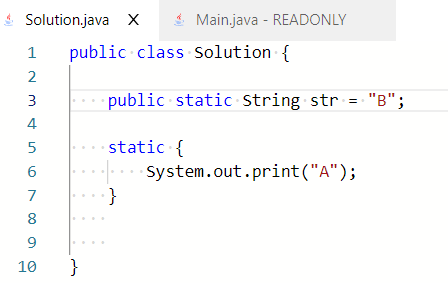 Solution.java X Main.java - READONLY
1 public class Solution {
2
3 public static String str = "B";
4
5 static {
6 System.out.print("A");
7 }
8
9
10 }